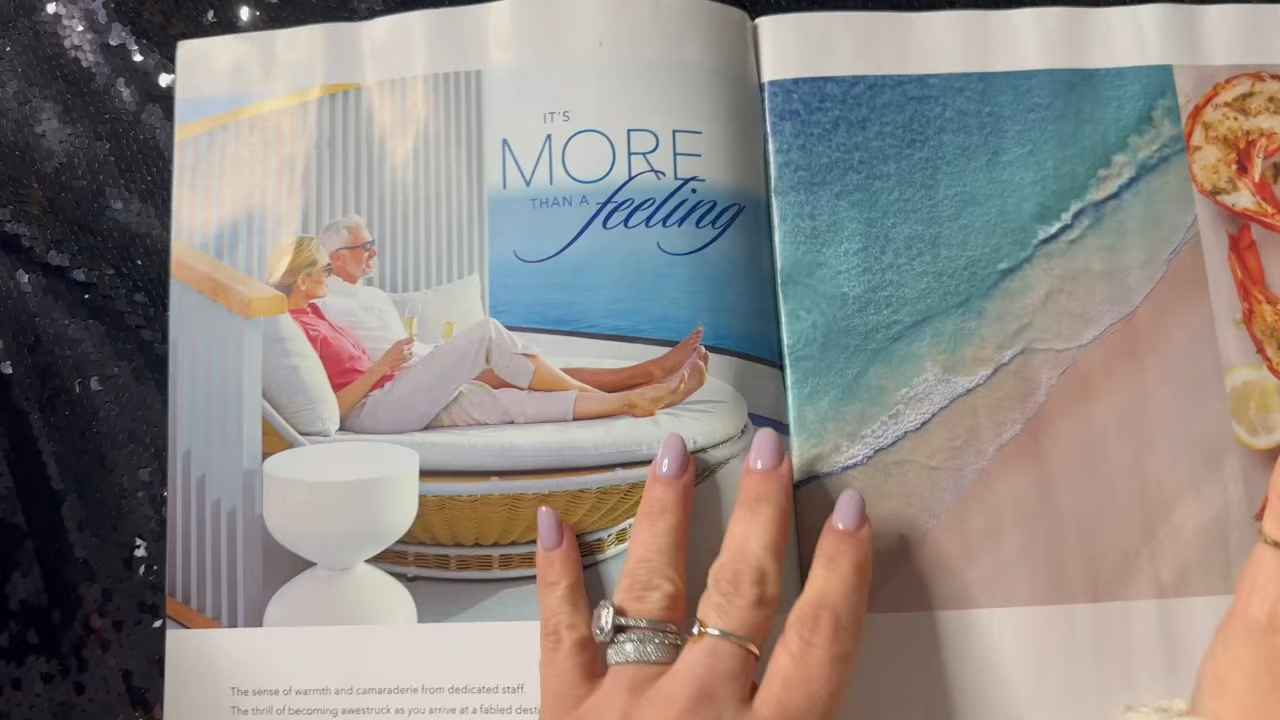 IT'S
MORE
THAN A feeling
The sense of warmth and camaraderie from dedicated staff.
The thrill of becoming awestruck as you arrive at a fabled